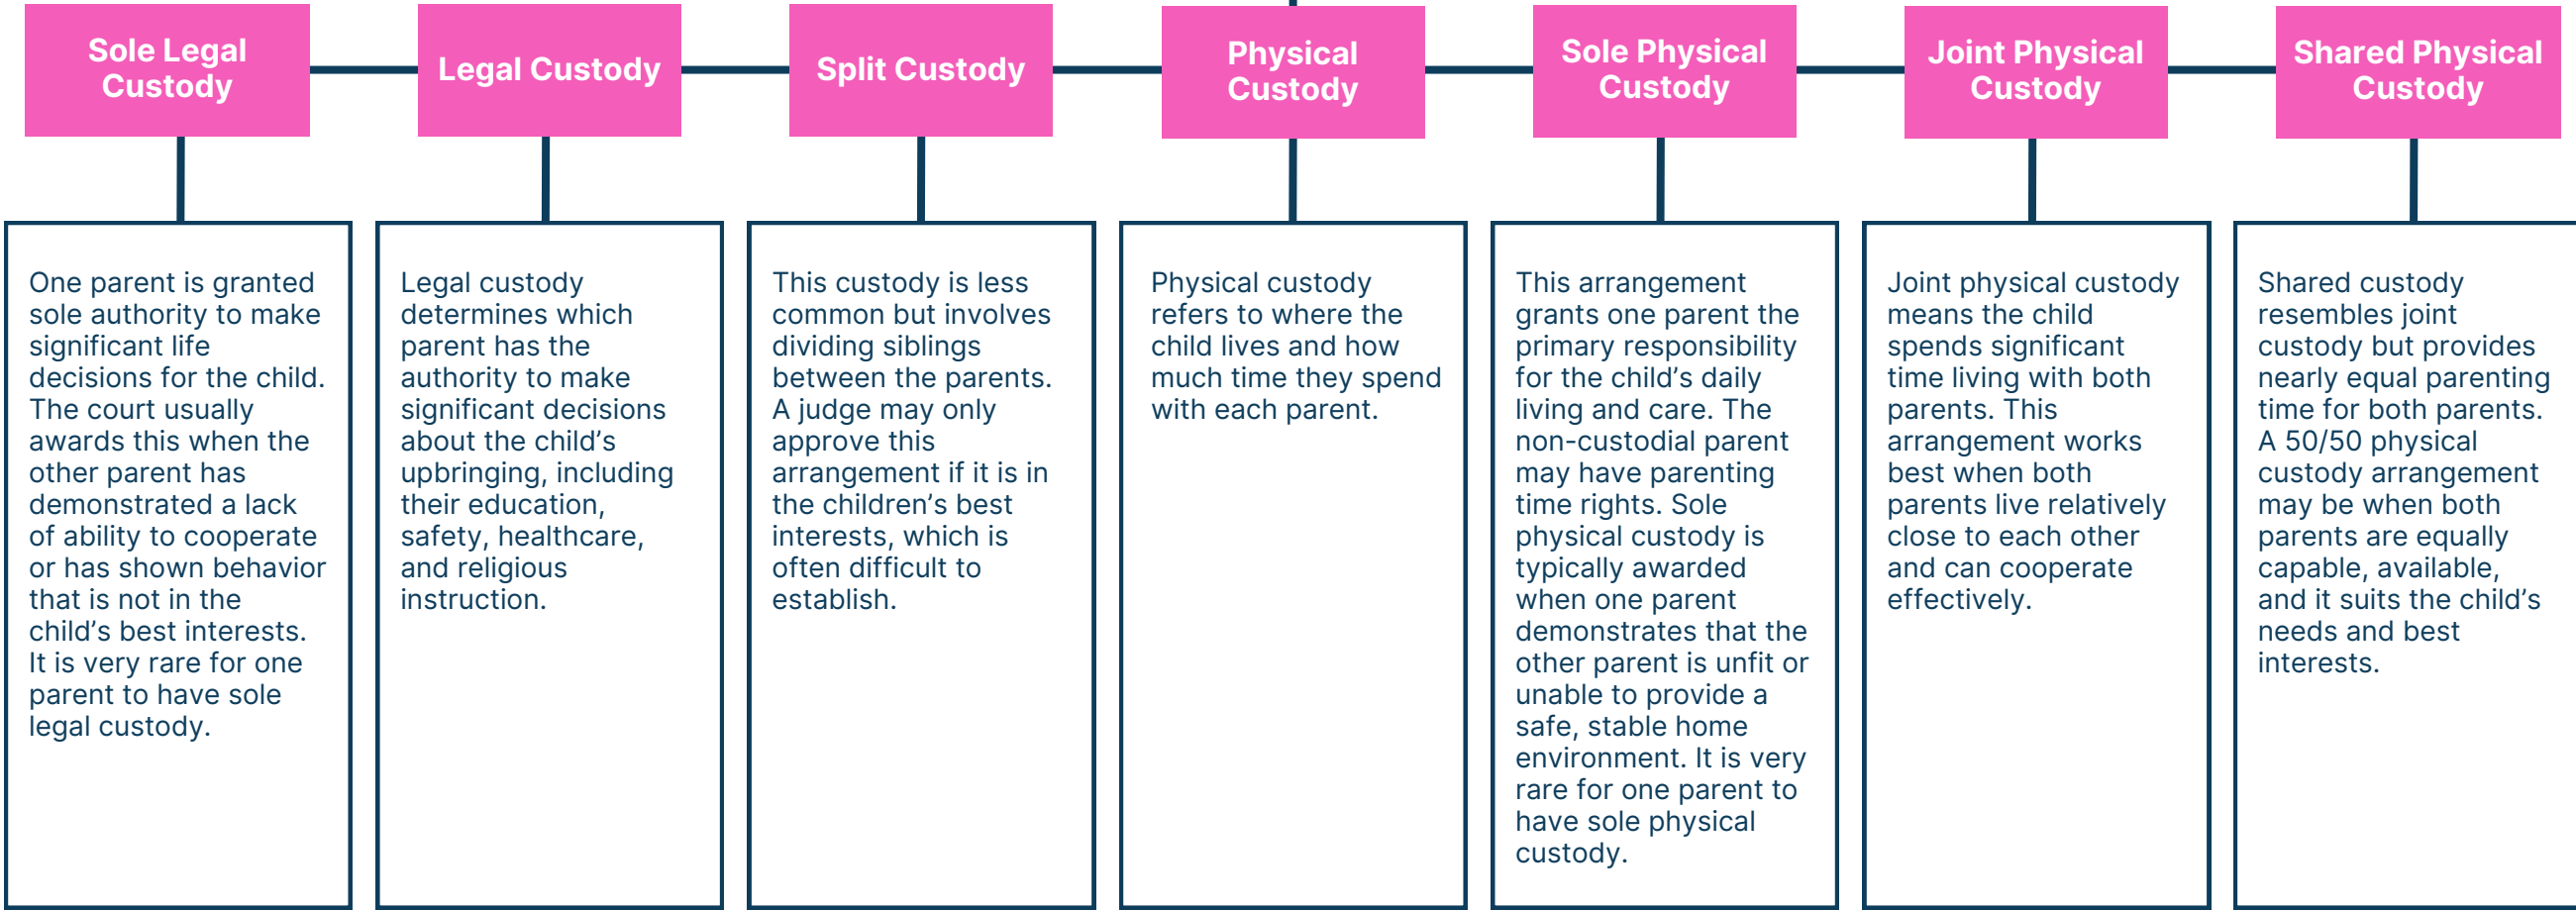 Sole Legal
Custody
One parent is granted
sole authority to make
significant life
decisions for the child.
The court usually
awards this when the
other parent has
demonstrated a lack
of ability to cooperate
or has shown behavior
that is not in the
child’s best interests.
It is very rare for one
parent to have sole
legal custody.
Legal Custody
Legal custody
determines which
parent has the
authority to make
significant decisions
about the child’s
upbringing, including
their education,
safety, healthcare,
and religious
instruction.
Split Custody
This custody is less
common but involves
dividing siblings
between the parents.
A judge may only
approve this
arrangement if it is in
the children’s best
interests, which is
often difficult to
establish.
Physical
Custody
Physical custody
refers to where the
child lives and how
much time they spend
with each parent.
Sole Physical
Custody
This arrangement
grants one parent the
primary responsibility
for the child’s daily
living and care. The
non-custodial parent
may have parenting
time rights. Sole
physical custody is
typically awarded
when one parent
demonstrates that the
other parent is unfit or
unable to provide a
safe, stable home
environment. It is very
rare for one parent to
have sole physical
custody.
Joint Physical
Custody
Joint physical custody
means the child
spends significant
time living with both
parents. This
arrangement works
best when both
parents live relatively
close to each other
and can cooperate
effectively.
Shared Physical
Custody
Shared custody
resembles joint
custody but provides
nearly equal parenting
time for both parents.
A 50/50 physical
custody arrangement
may be when both
parents are equally
capable, available,
and it suits the child’s
needs and best
interests.